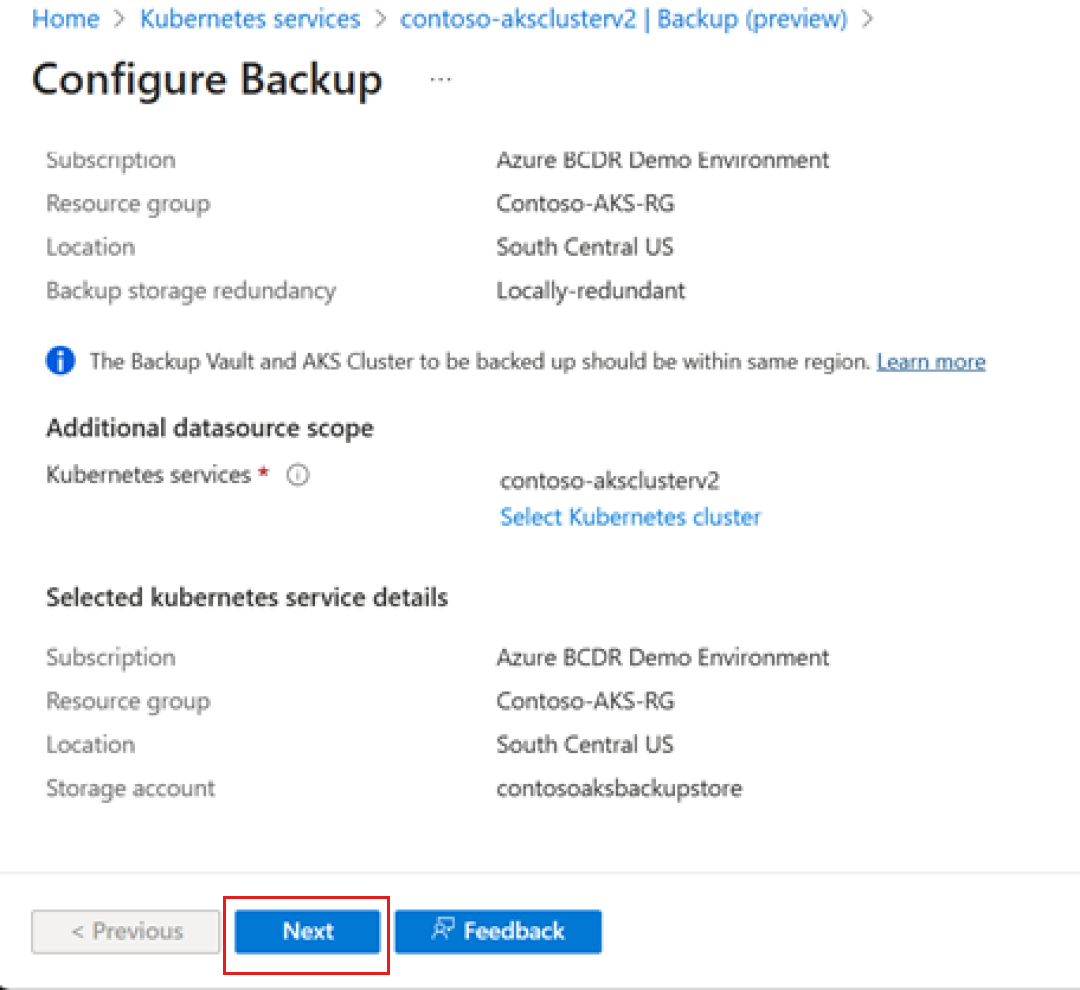 Home > Kubernetes services > contoso-aksclusterv2 | Backup (preview) >
Configure Backup ...
Subscription Azure BCDR Demo Environment
Resource group Contoso-AKS-RG
Location South Central US
Backup storage redundancy Locally-redundant
The Backup Vault and AKS Cluster to be backed up should be within same region. Learn more
Additional datasource scope
Kubernetes services * contoso-aksclusterv2
Select Kubernetes cluster
Selected kubernetes service details
Subscription Azure BCDR Demo Environment
Resource group Contoso-AKS-RG
Location South Central US
Storage account contosoaksbackupstore
< Previous Next Feedback